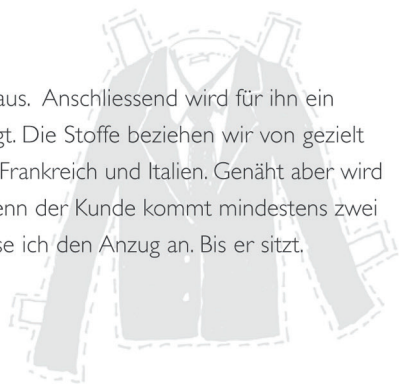 aus. Anschliessend wird für ihn ein
gt. Die Stoffe beziehen wir von gezielt
Frankreich und Italien. Genäht aber wird
enn der Kunde kommt mindestens zwei
se ich den Anzug an. Bis er sitzt.